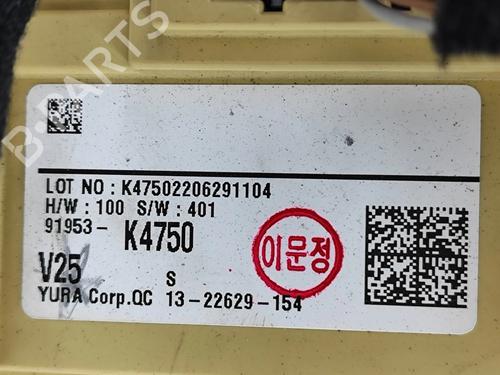 B-PARTS
LOT NO : K47502206291104
H/W : 100 S/W : 401
91953- K4750
이문정
V25 S
YURA Corp.QC 13-22629-154